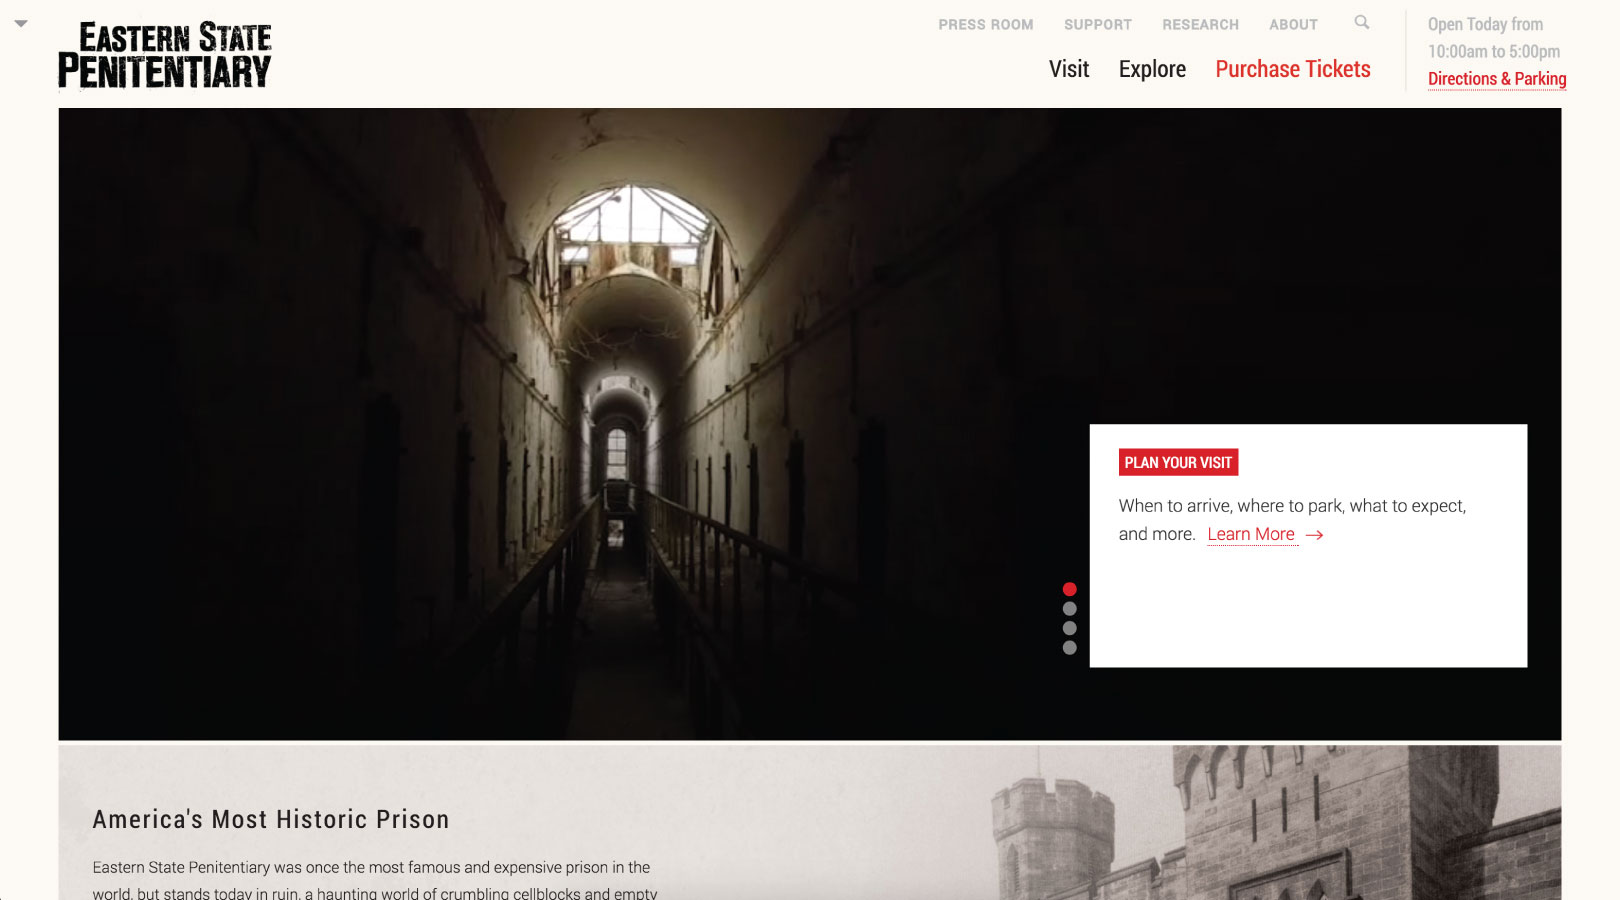 EASTERN STATE
PENITENTIARY
PRESS ROOM SUPPORT RESEARCH ABOUT
Visit Explore Purchase Tickets
Open Today from
10:00am to 5:00pm
Directions & Parking
PLAN YOUR VISIT
When to arrive, where to park, what to expect,
and more. Learn More →
America's Most Historic Prison
Eastern State Penitentiary was once the most famous and expensive prison in the
world, but stands today in ruin, a haunting world of crumbling cellblocks and empty